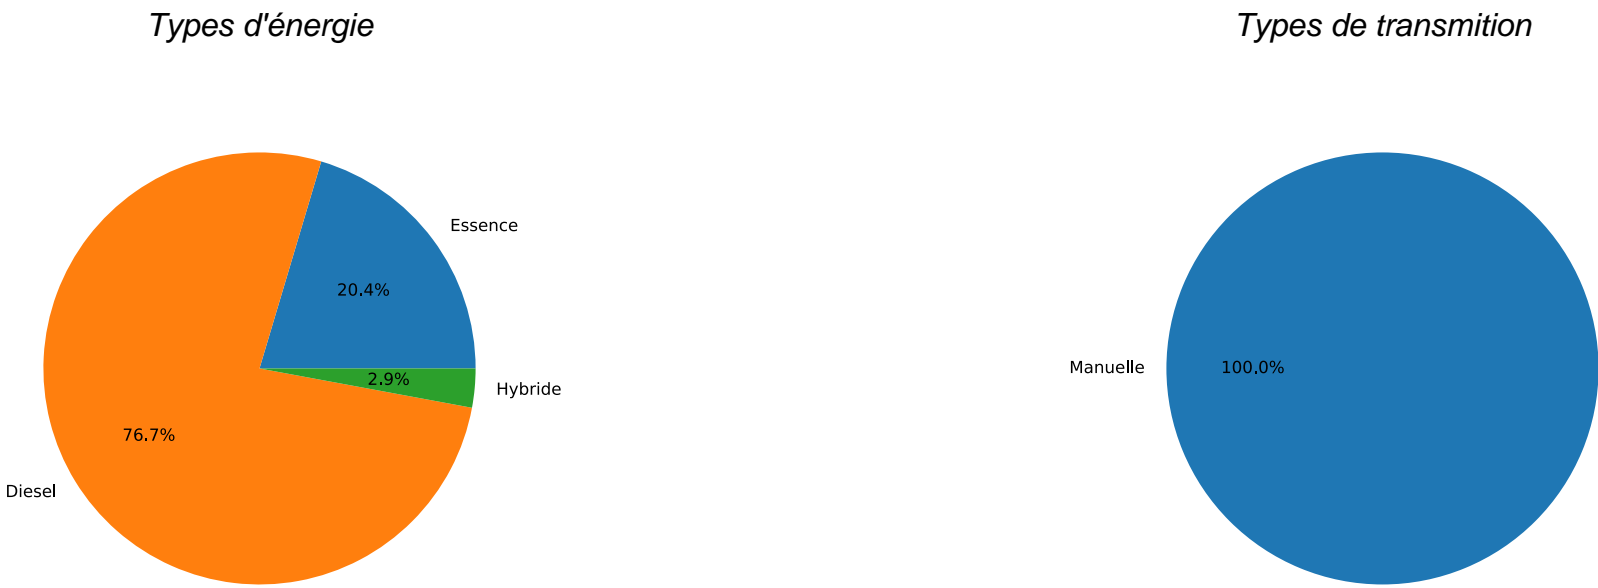 Types d'énergie
Types de transmition
Essence
20.4%
2.9%
Hybride
76.7%
Diesel
Manuelle
100.0%